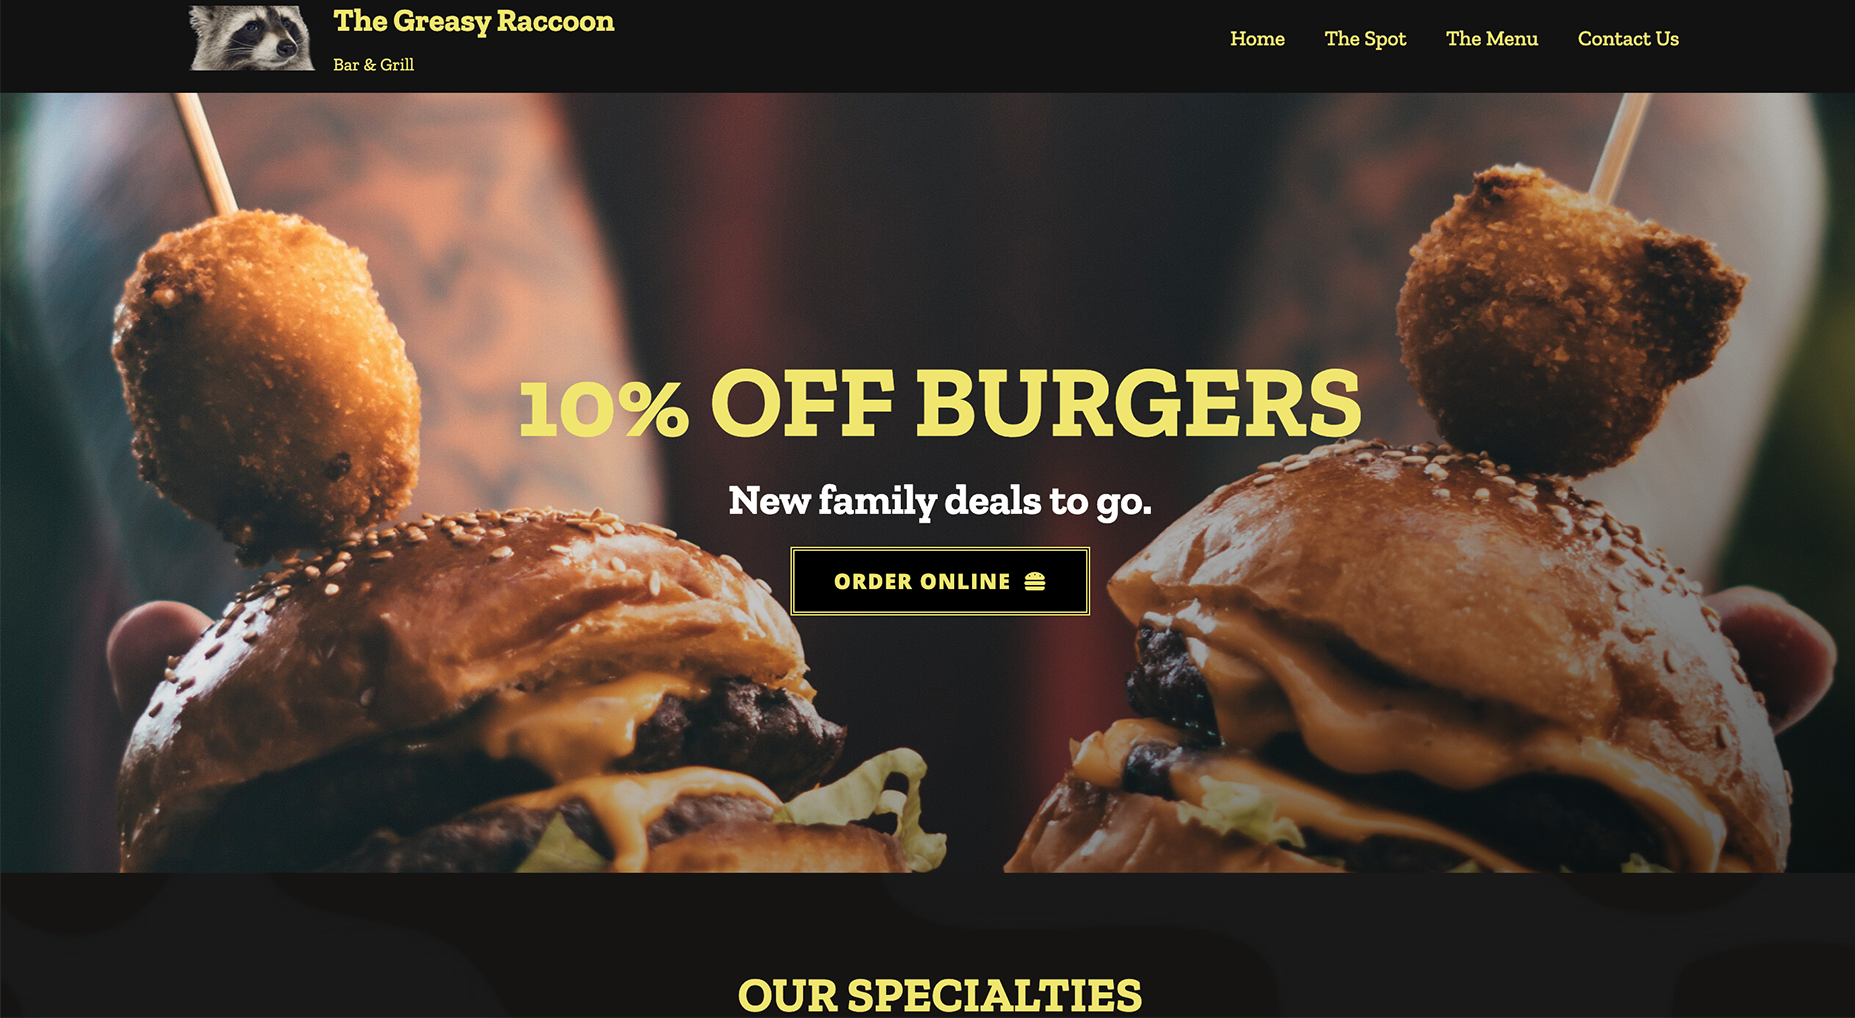 The Greasy Raccoon
Bar & Grill
Home
The Spot
The Menu
Contact Us
10% OFF BURGERS
New family deals to go.
ORDER ONLINE
OUR SPECIALTIES